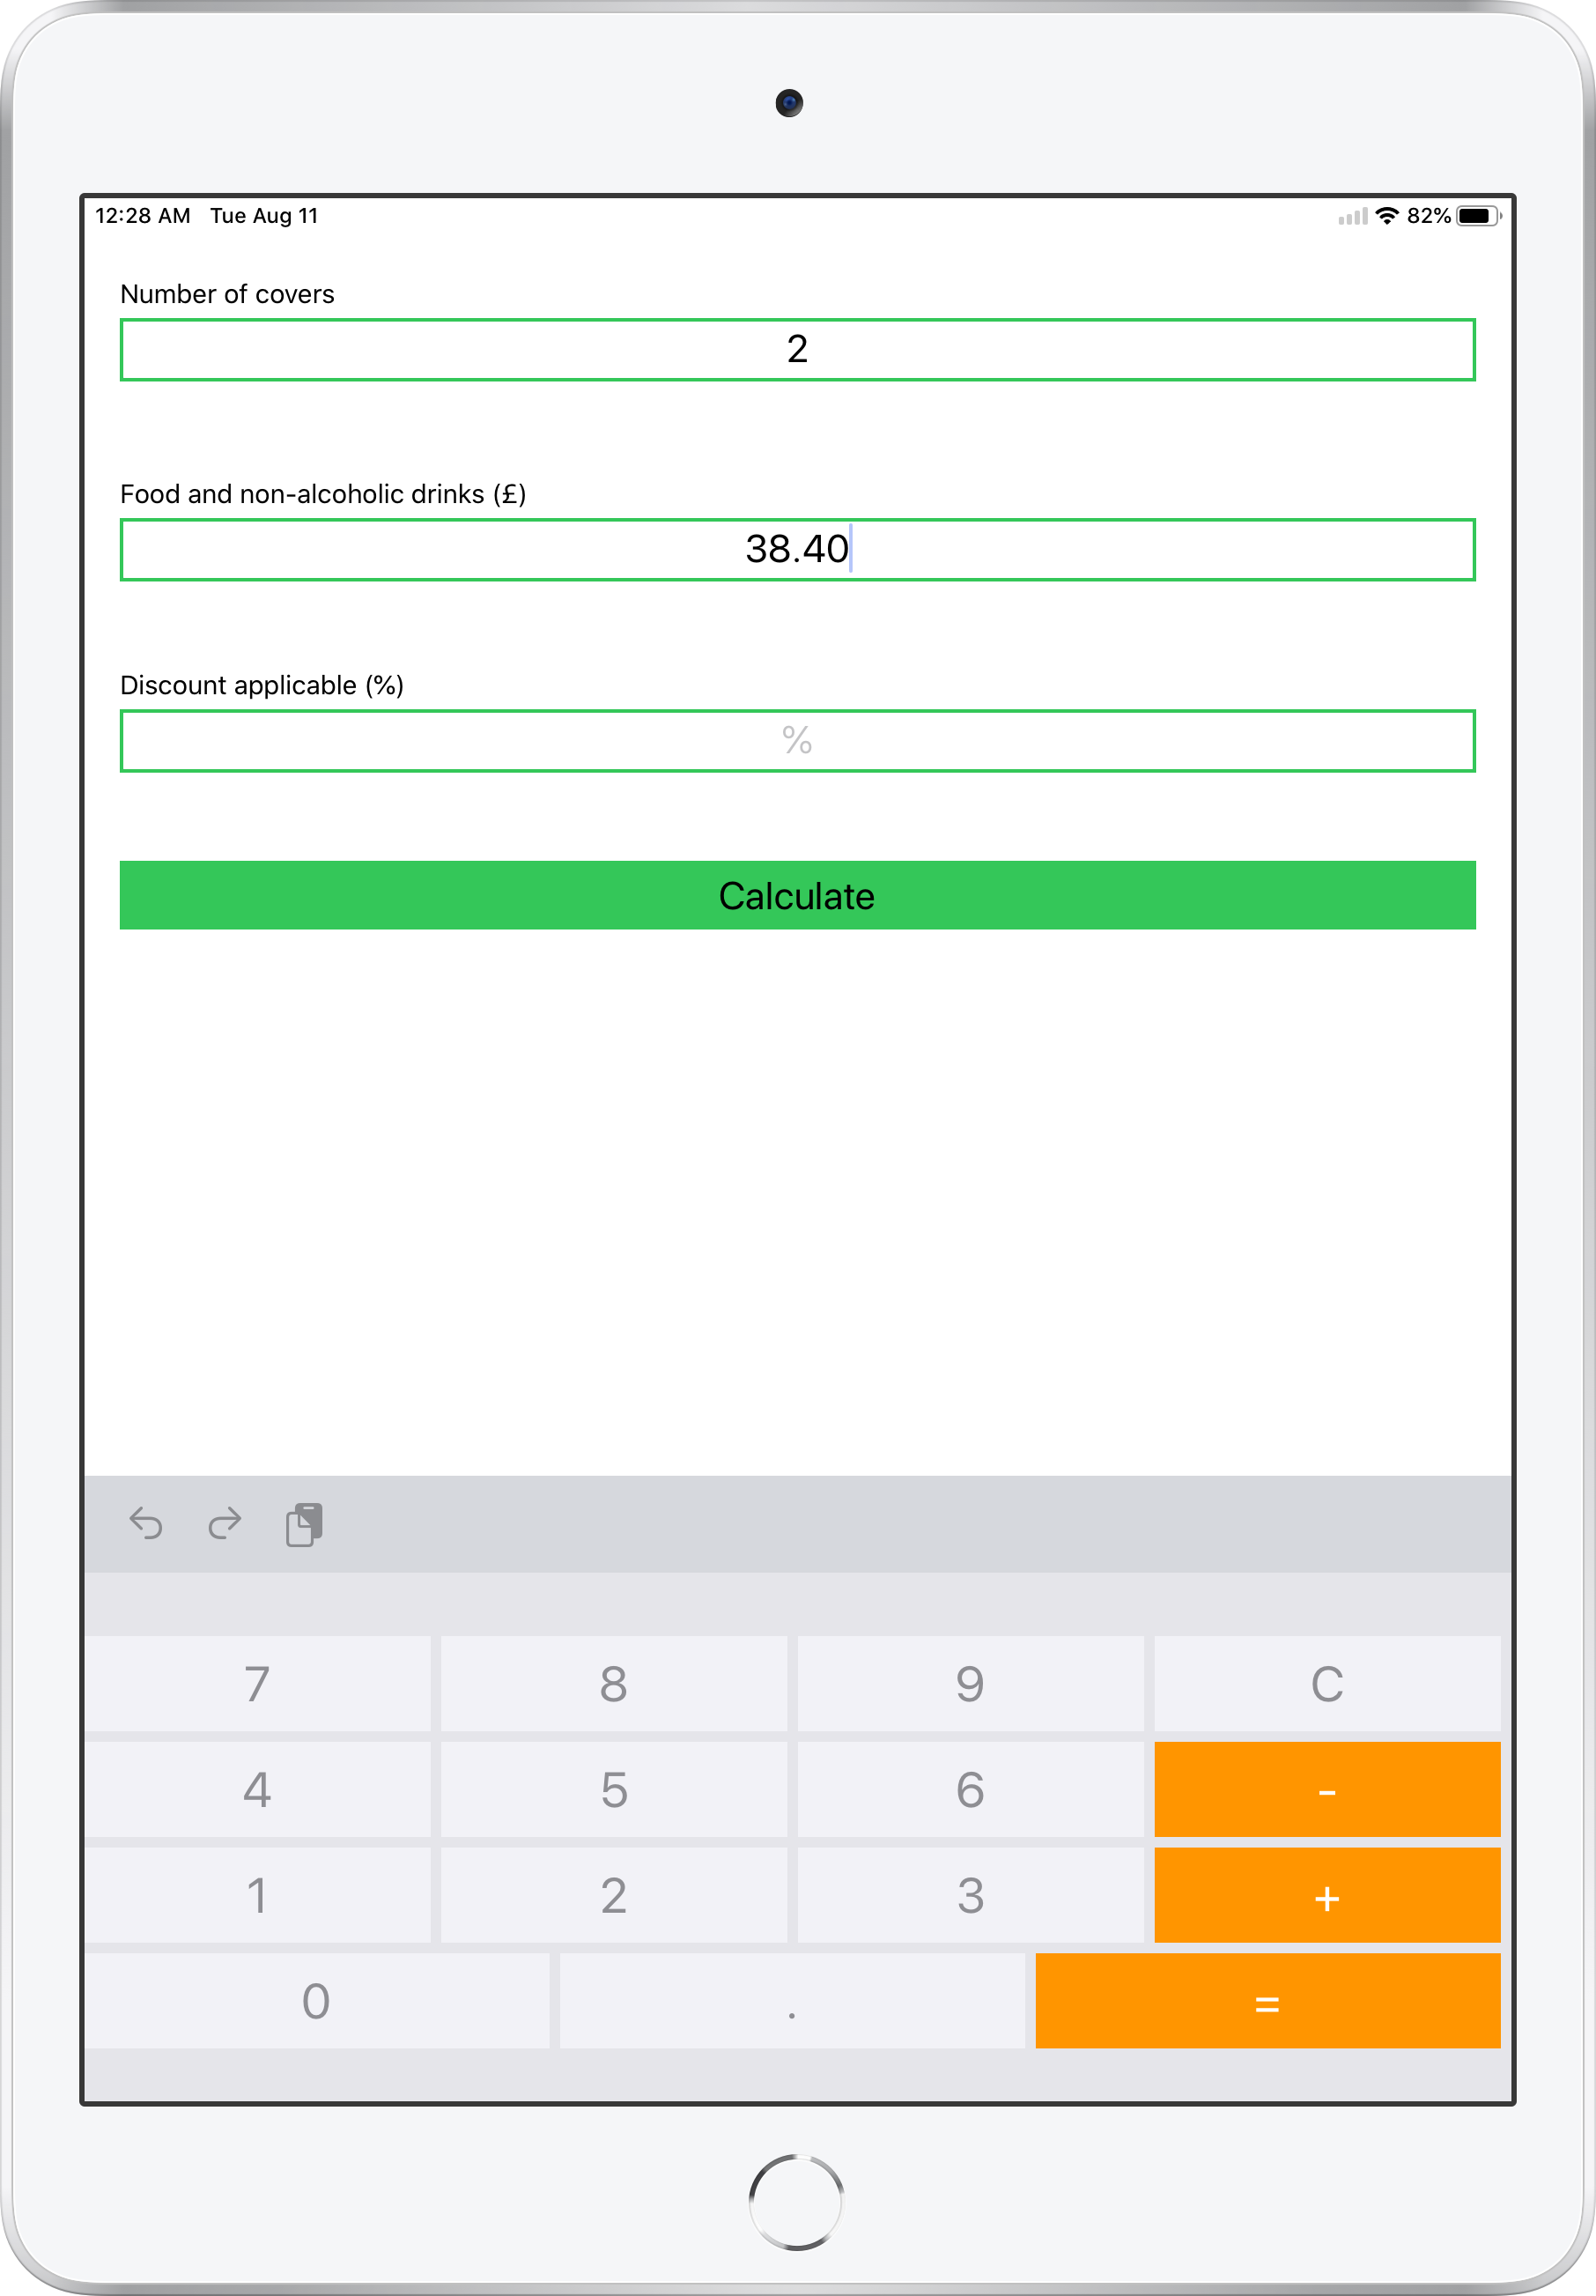 12:28 AM Tue Aug 11 82%
Number of covers
2
Food and non-alcoholic drinks (£)
38.40
Discount applicable (%)
%
Calculate
7 8 9 C
4 5 6 -
1 2 3 +
0 . =